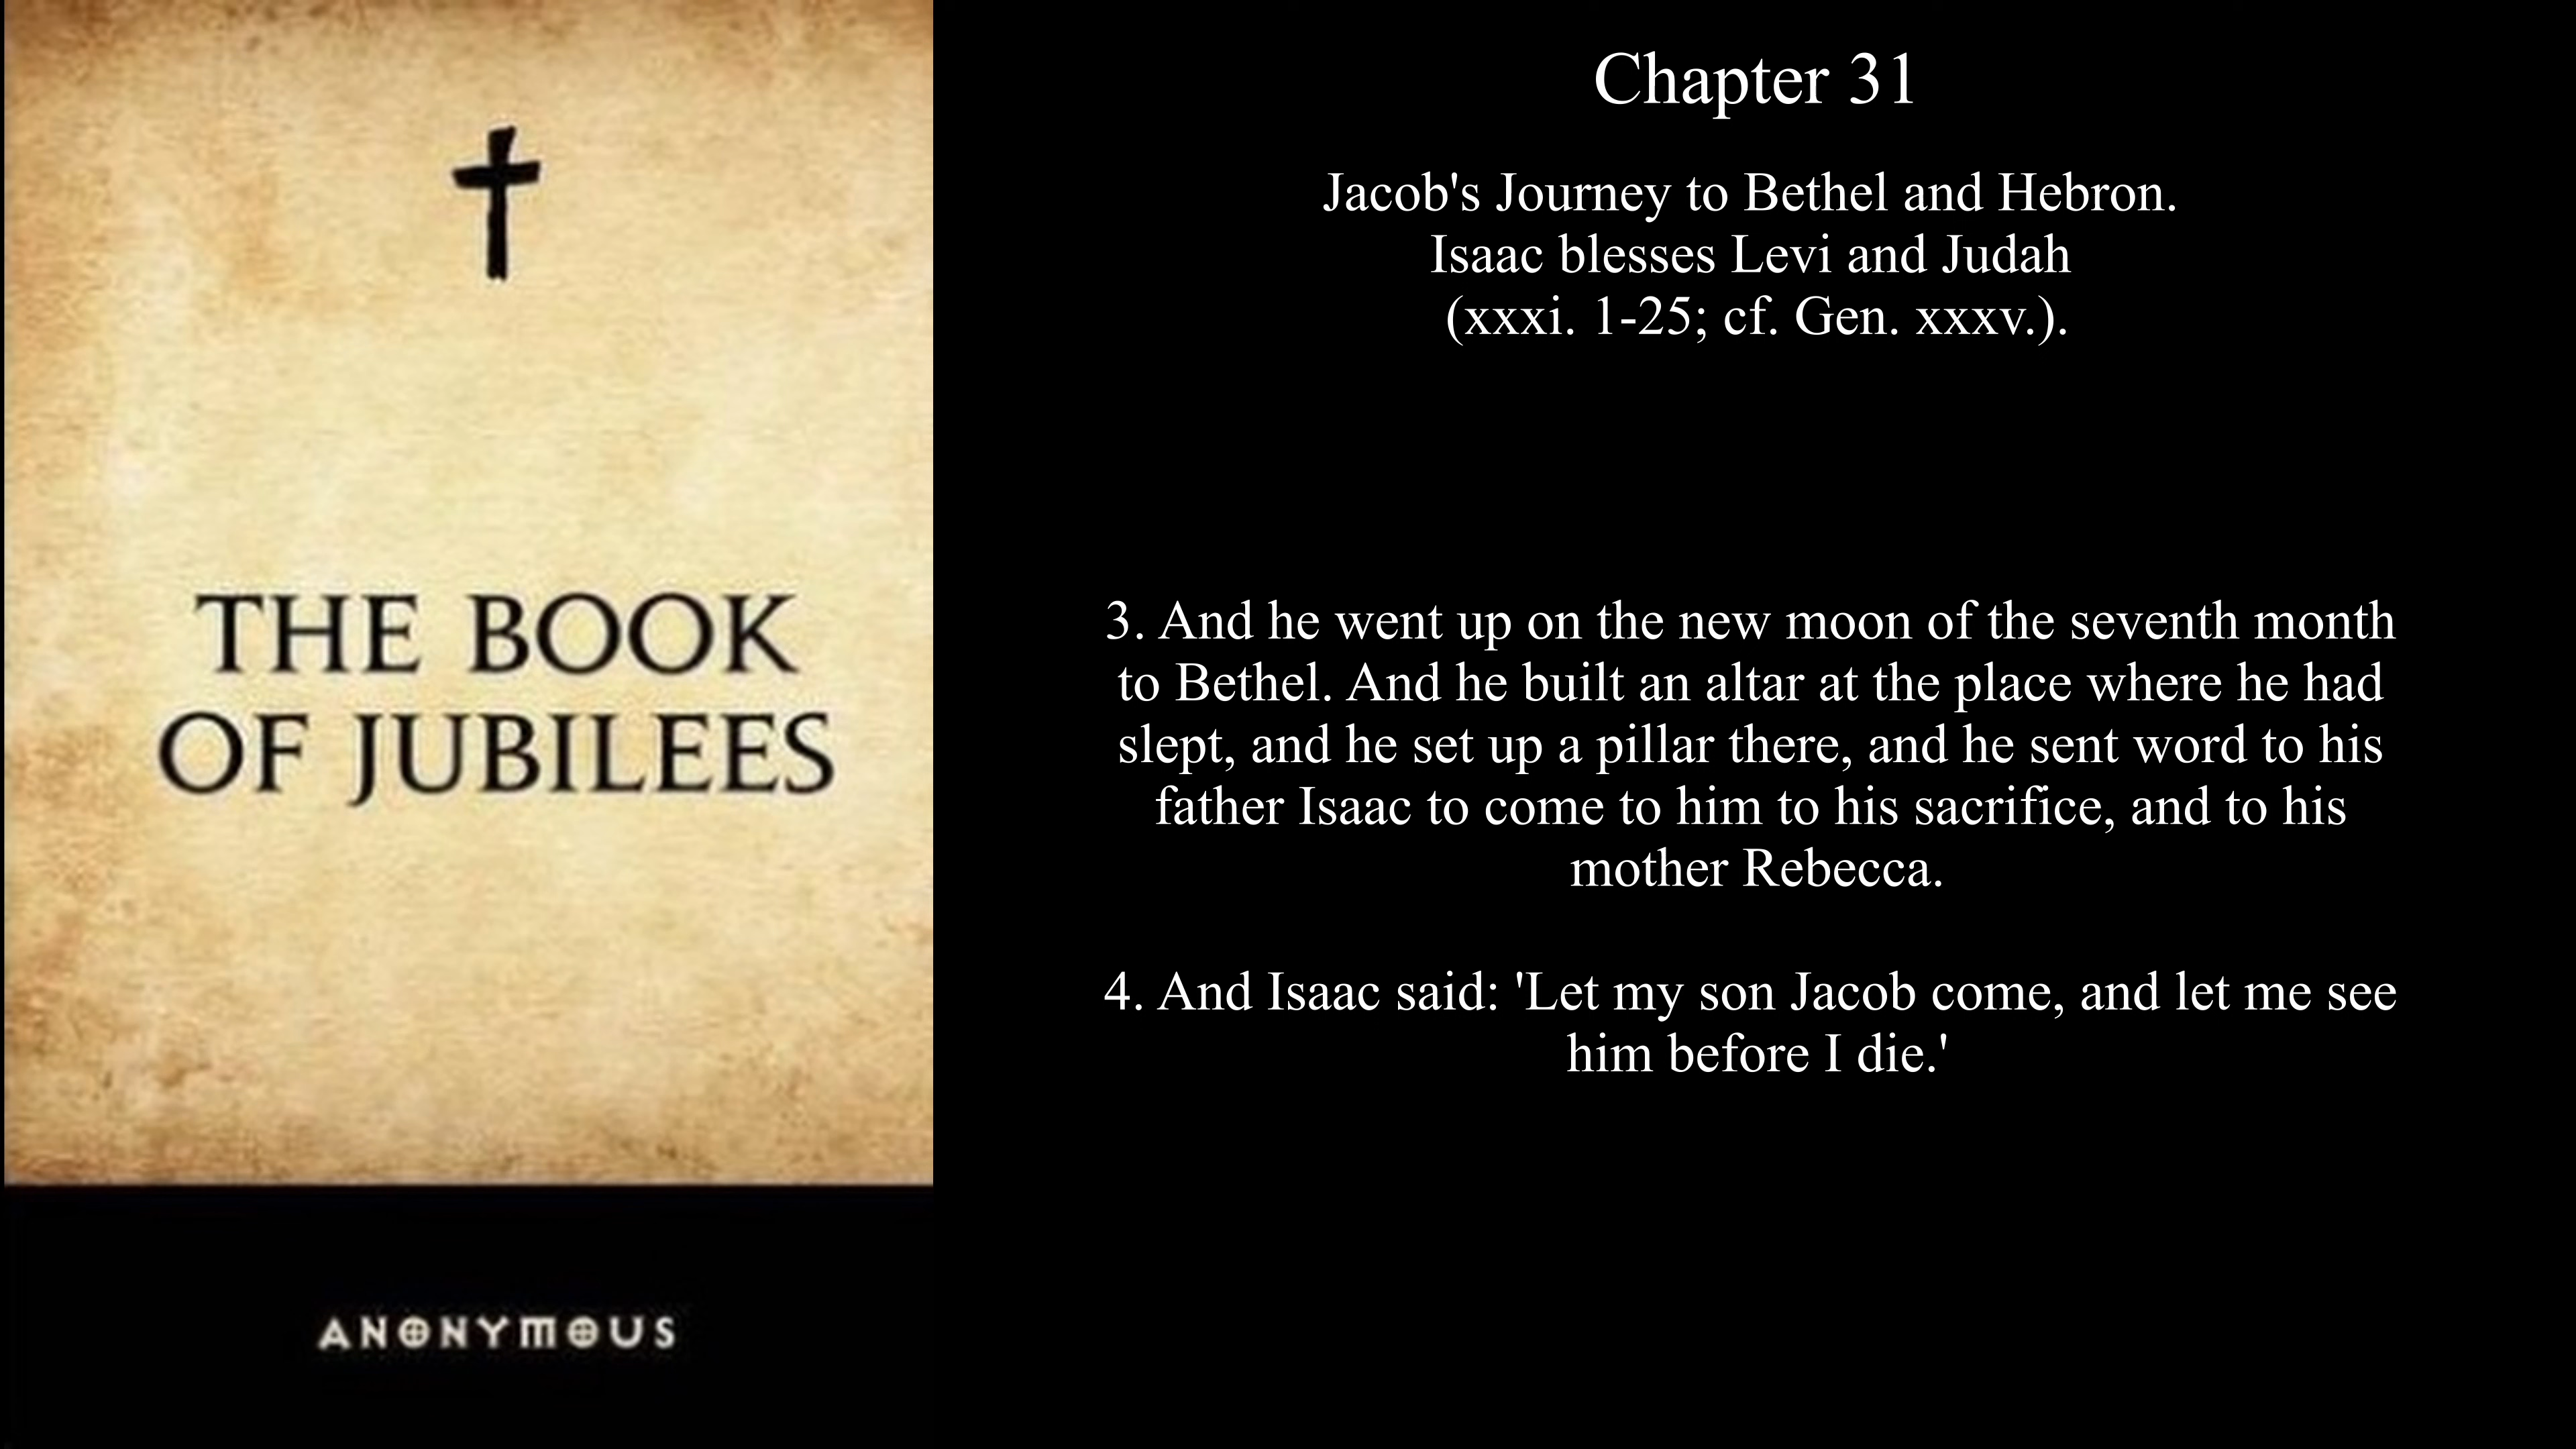 THE BOOK
OF JUBILEES
ANONYMOUS
Chapter 31
Jacob's Journey to Bethel and Hebron.
Isaac blesses Levi and Judah
(xxxi. 1-25; cf. Gen. xxxv.).
3. And he went up on the new moon of the seventh month
to Bethel. And he built an altar at the place where he had
slept, and he set up a pillar there, and he sent word to his
father Isaac to come to him to his sacrifice, and to his
mother Rebecca.
4. And Isaac said: 'Let my son Jacob come, and let me see
him before I die.'